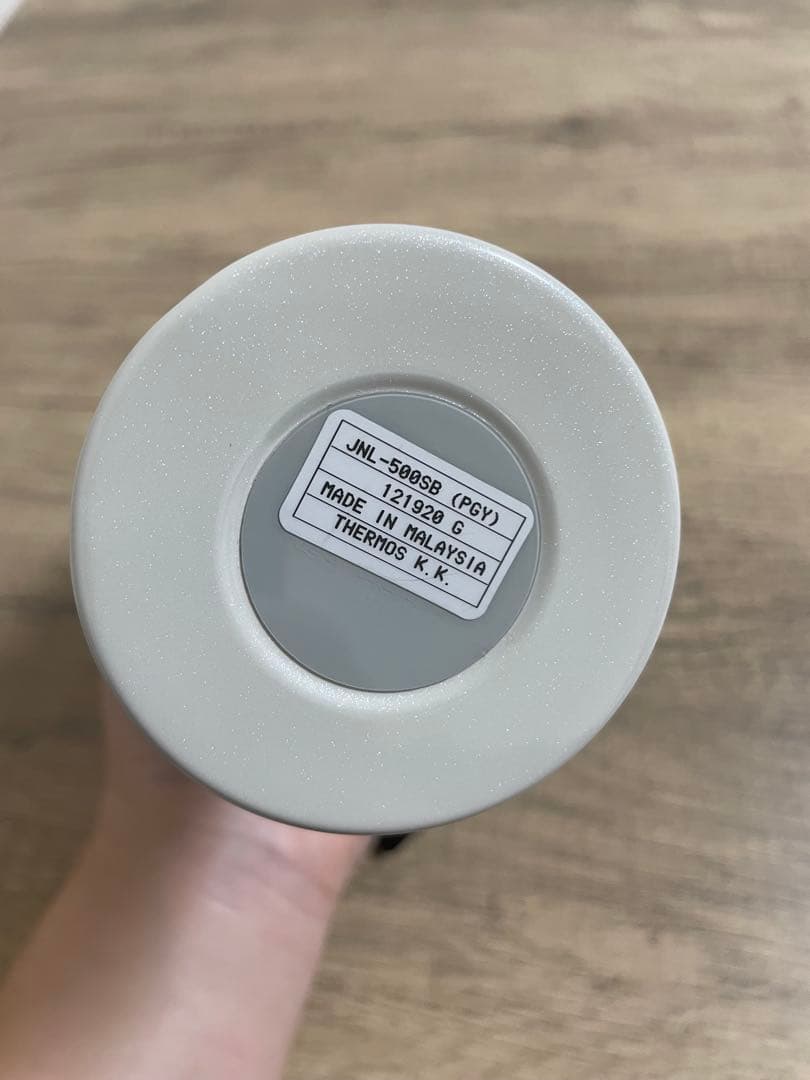 JNL-500SB (PGY)
121920 G
MADE IN MALAYSIA
THERMOS K.K.